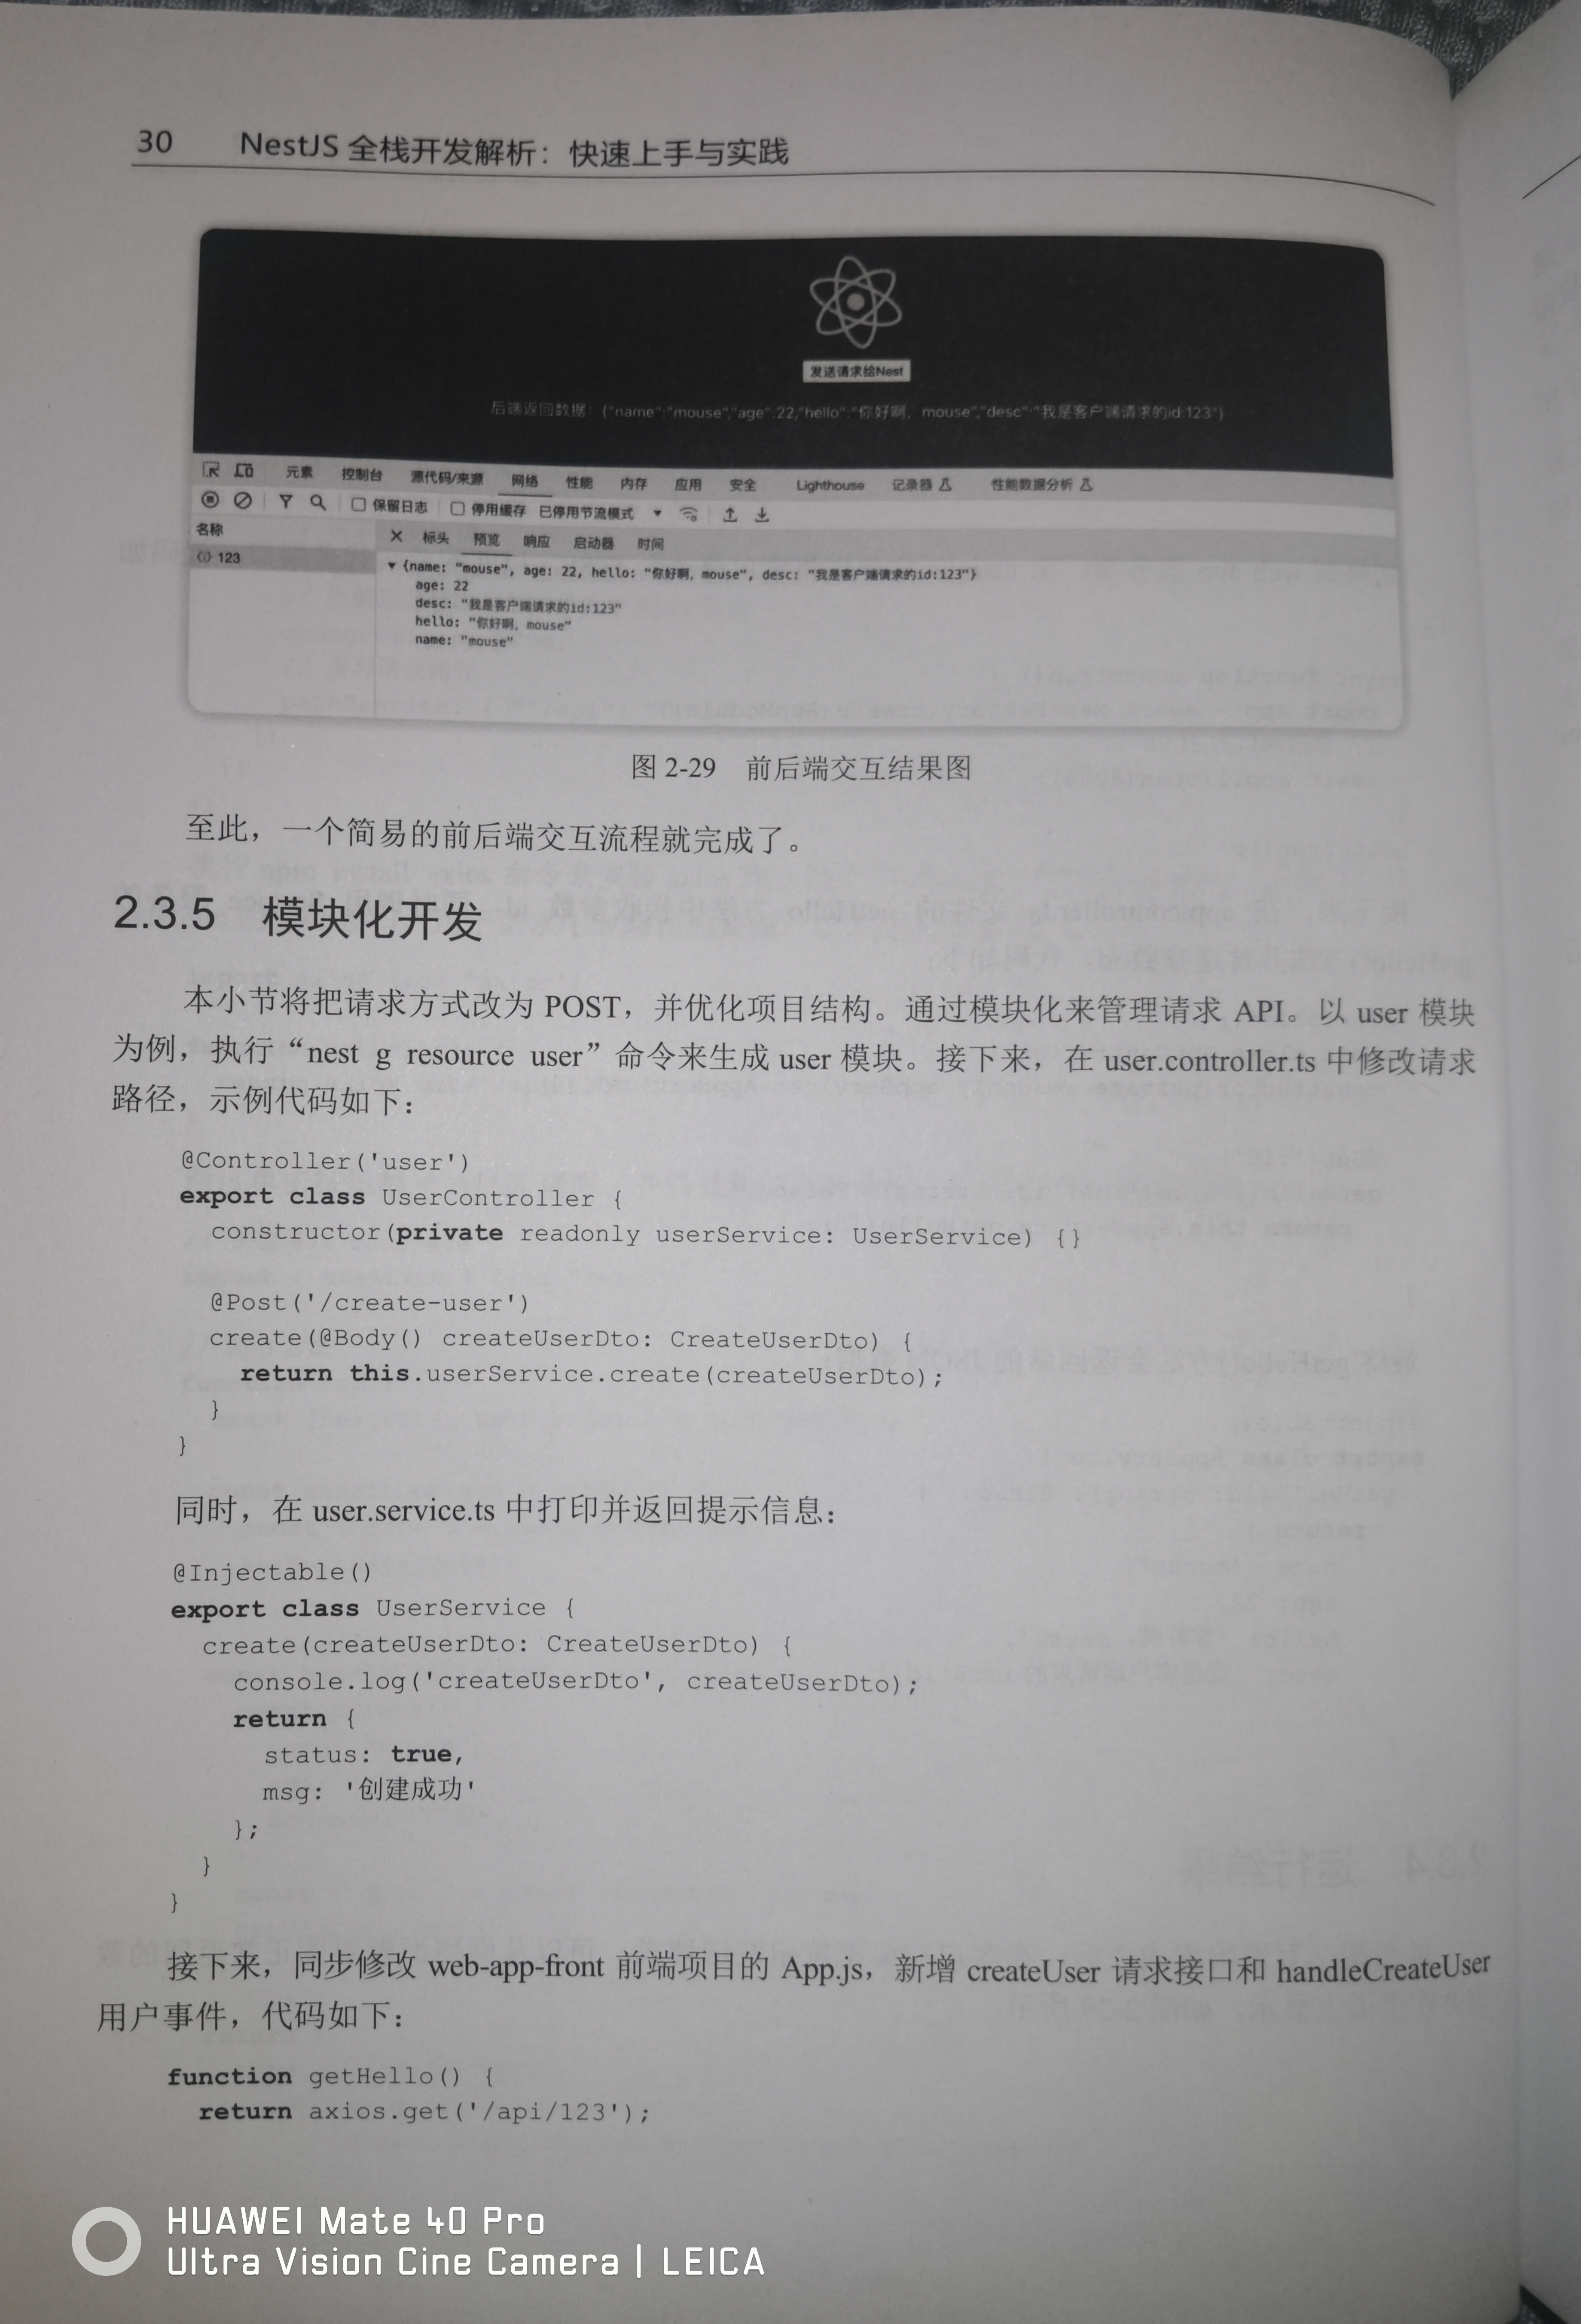 30 NestJS 全栈开发解析：快速上手与实践
发送请求给Nest
后端返回数据：{"name":"mouse","age":22,"hello":"你好啊，mouse","desc":"我是客户端请求的id:123"}
元素 控制台 源代码/来源 网络 性能 内存 应用 安全 Lighthouse 记录器 性能数据分析
保留日志 停用缓存 已停用节流模式
名称
标头 预览 响应 启动器 时间
123
{name: "mouse", age: 22, hello: "你好啊，mouse", desc: "我是客户端请求的id:123"}
age: 22
desc: "我是客户端请求的id:123"
hello: "你好啊，mouse"
name: "mouse"
图 2-29 前后端交互结果图
至此，一个简易的前后端交互流程就完成了。
2.3.5 模块化开发
本小节将把请求方式改为 POST，并优化项目结构。通过模块化来管理请求 API。以 user 模块
为例，执行“nest g resource user”命令来生成 user 模块。接下来，在 user.controller.ts 中修改请求
路径，示例代码如下：
@Controller('user')
export class UserController {
constructor(private readonly userService: UserService) {}
@Post('/create-user')
create(@Body() createUserDto: CreateUserDto) {
return this.userService.create(createUserDto);
}
}
同时，在 user.service.ts 中打印并返回提示信息：
@Injectable()
export class UserService {
create(createUserDto: CreateUserDto) {
console.log('createUserDto', createUserDto);
return {
status: true,
msg: '创建成功'
};
}
}
接下来，同步修改 web-app-front 前端项目的 App.js，新增 createUser 请求接口和 handleCreateUser
用户事件，代码如下：
function getHello() {
return axios.get('/api/123');
HUAWEI Mate 40 Pro
Ultra Vision Cine Camera | LEICA